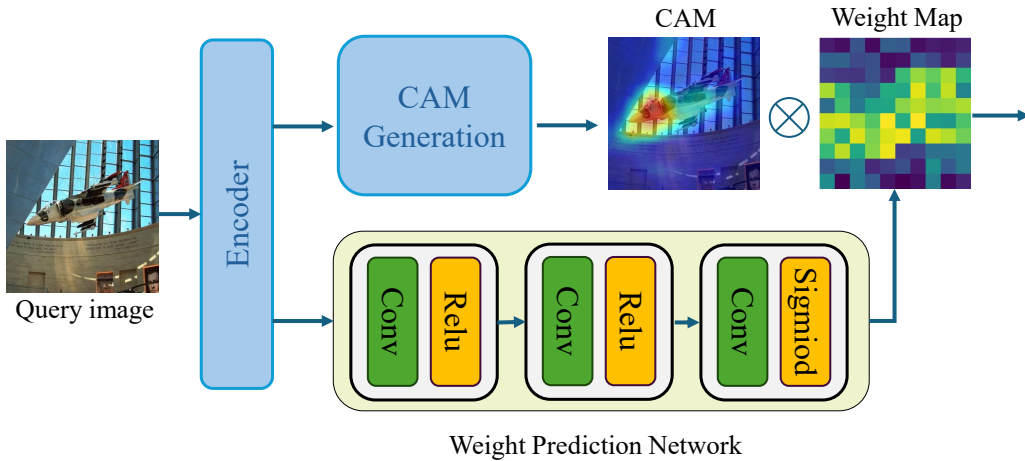 CAM
Weight Map
CAM
Generation
Encoder
Query image
Conv
Relu
Conv
Relu
Conv
Sigmiod
Weight Prediction Network